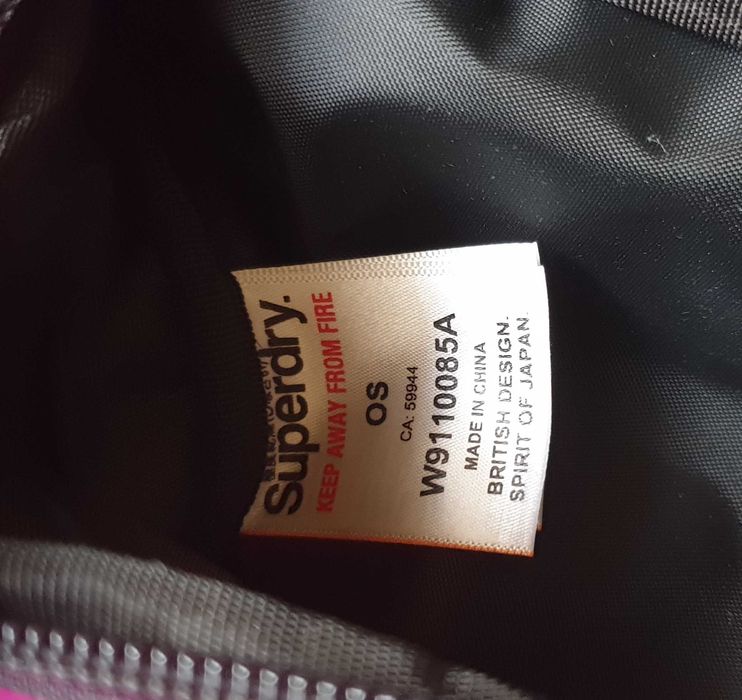 Superdry.
KEEP AWAY FROM FIRE
OS
CA: 59944
W9110085A
MADE IN CHINA
BRITISH DESIGN.
SPIRIT OF JAPAN.